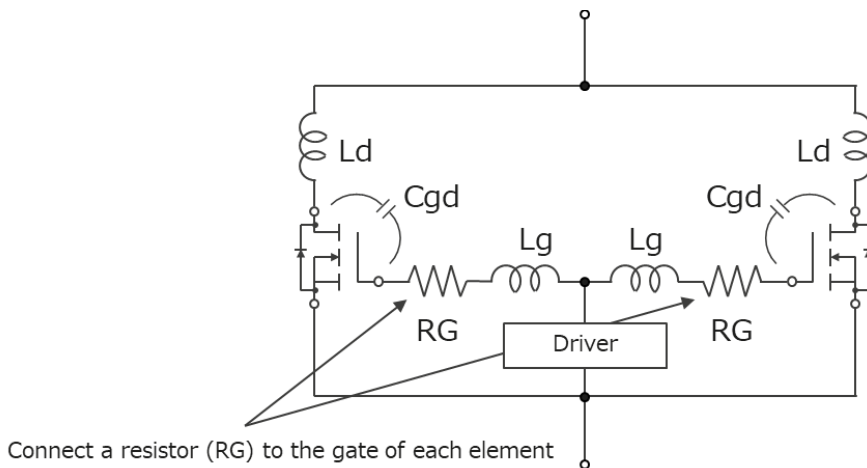 Ld
Ld
Cgd
Cgd
Lg
Lg
RG
RG
Driver
Connect a resistor (RG) to the gate of each element